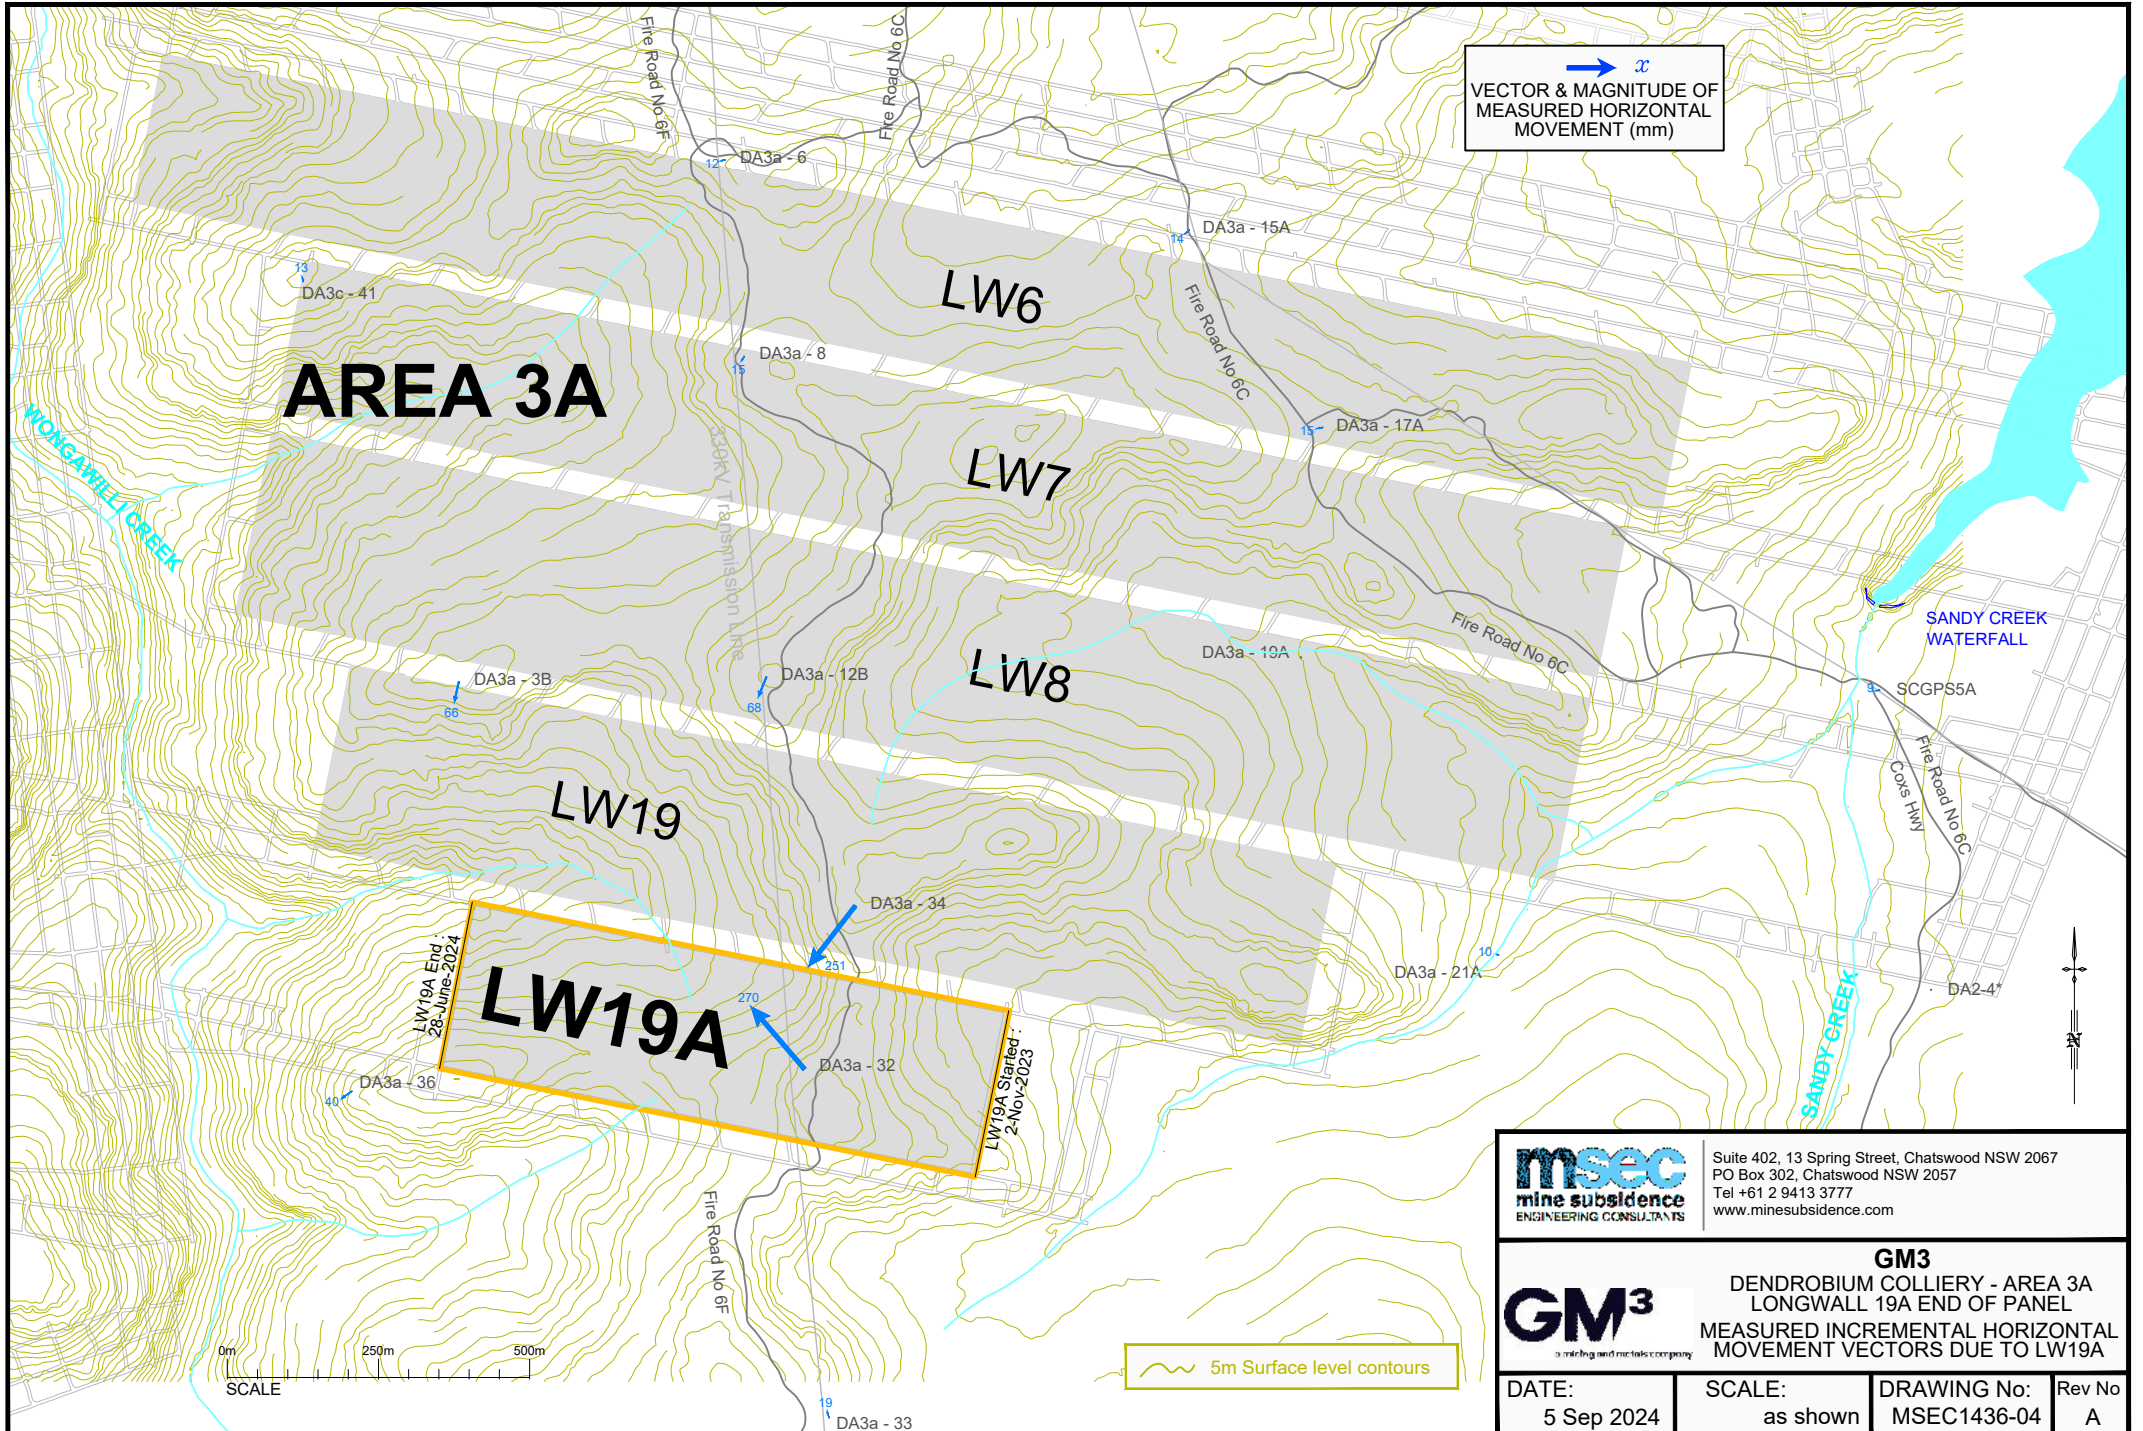 Fire Road No 6F
Fire Road No 6C
x
VECTOR & MAGNITUDE OF
MEASURED HORIZONTAL
MOVEMENT (mm)
12
DA3a - 6
14
DA3a - 15A
13
DA3c - 41
LW6
Fire Road No 6C
DA3a - 8
15
AREA 3A
15
DA3a - 17A
WONGAWILLI CREEK
330kV Transmission Line
LW7
Fire Road No 6C
SANDY CREEK
WATERFALL
DA3a - 19A
DA3a - 3B
66
DA3a - 12B
68
LW8
9
SCGPS5A
Fire Road No 6C
Coxs Hwy
LW19
DA3a - 34
251
LW19A End :
28-June-2024
LW19A
270
DA3a - 32
10
DA3a - 21A
DA2-4*
SANDY CREEK
N
LW19A Started :
2-Nov-2023
DA3a - 36
40
Fire Road No 6F
0m
250m
500m
SCALE
5m Surface level contours
19
DA3a - 33
msec
mine subsidence
ENGINEERING CONSULTANTS
Suite 402, 13 Spring Street, Chatswood NSW 2067
PO Box 302, Chatswood NSW 2057
Tel +61 2 9413 3777
www.minesubsidence.com
GM3
a mining and metals company
GM3
DENDROBIUM COLLIERY - AREA 3A
LONGWALL 19A END OF PANEL
MEASURED INCREMENTAL HORIZONTAL
MOVEMENT VECTORS DUE TO LW19A
DATE:
5 Sep 2024
SCALE:
as shown
DRAWING No:
MSEC1436-04
Rev No
A